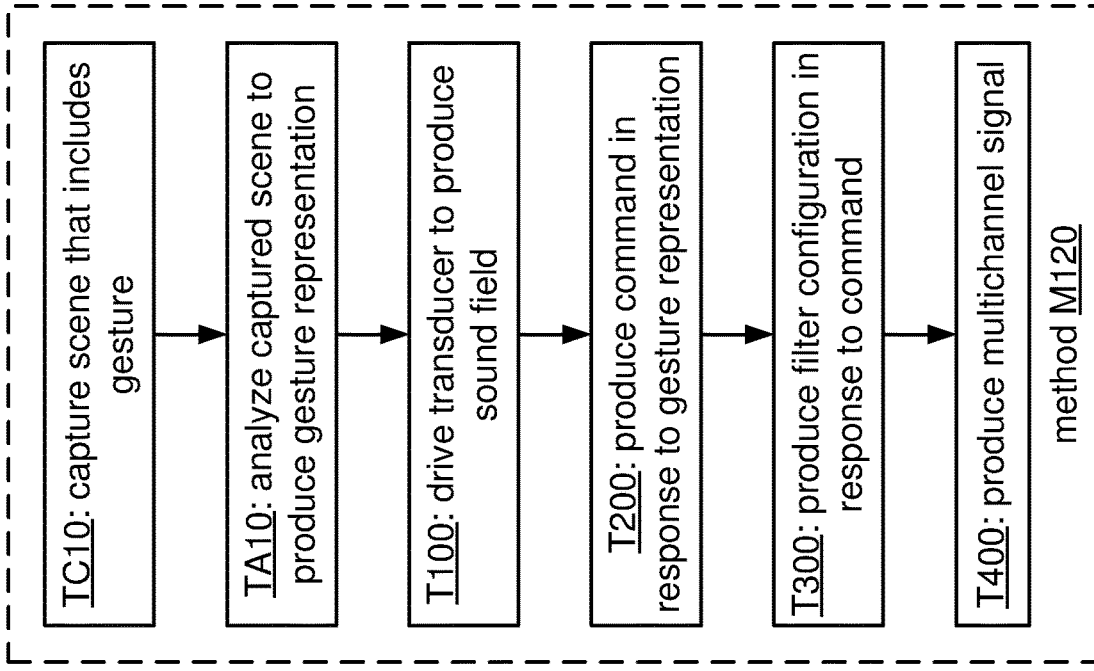 TC10: capture scene that includes
gesture
TA10: analyze captured scene to
produce gesture representation
T100: drive transducer to produce
sound field
T200: produce command in
response to gesture representation
T300: produce filter configuration in
response to command
T400: produce multichannel signal
method M120